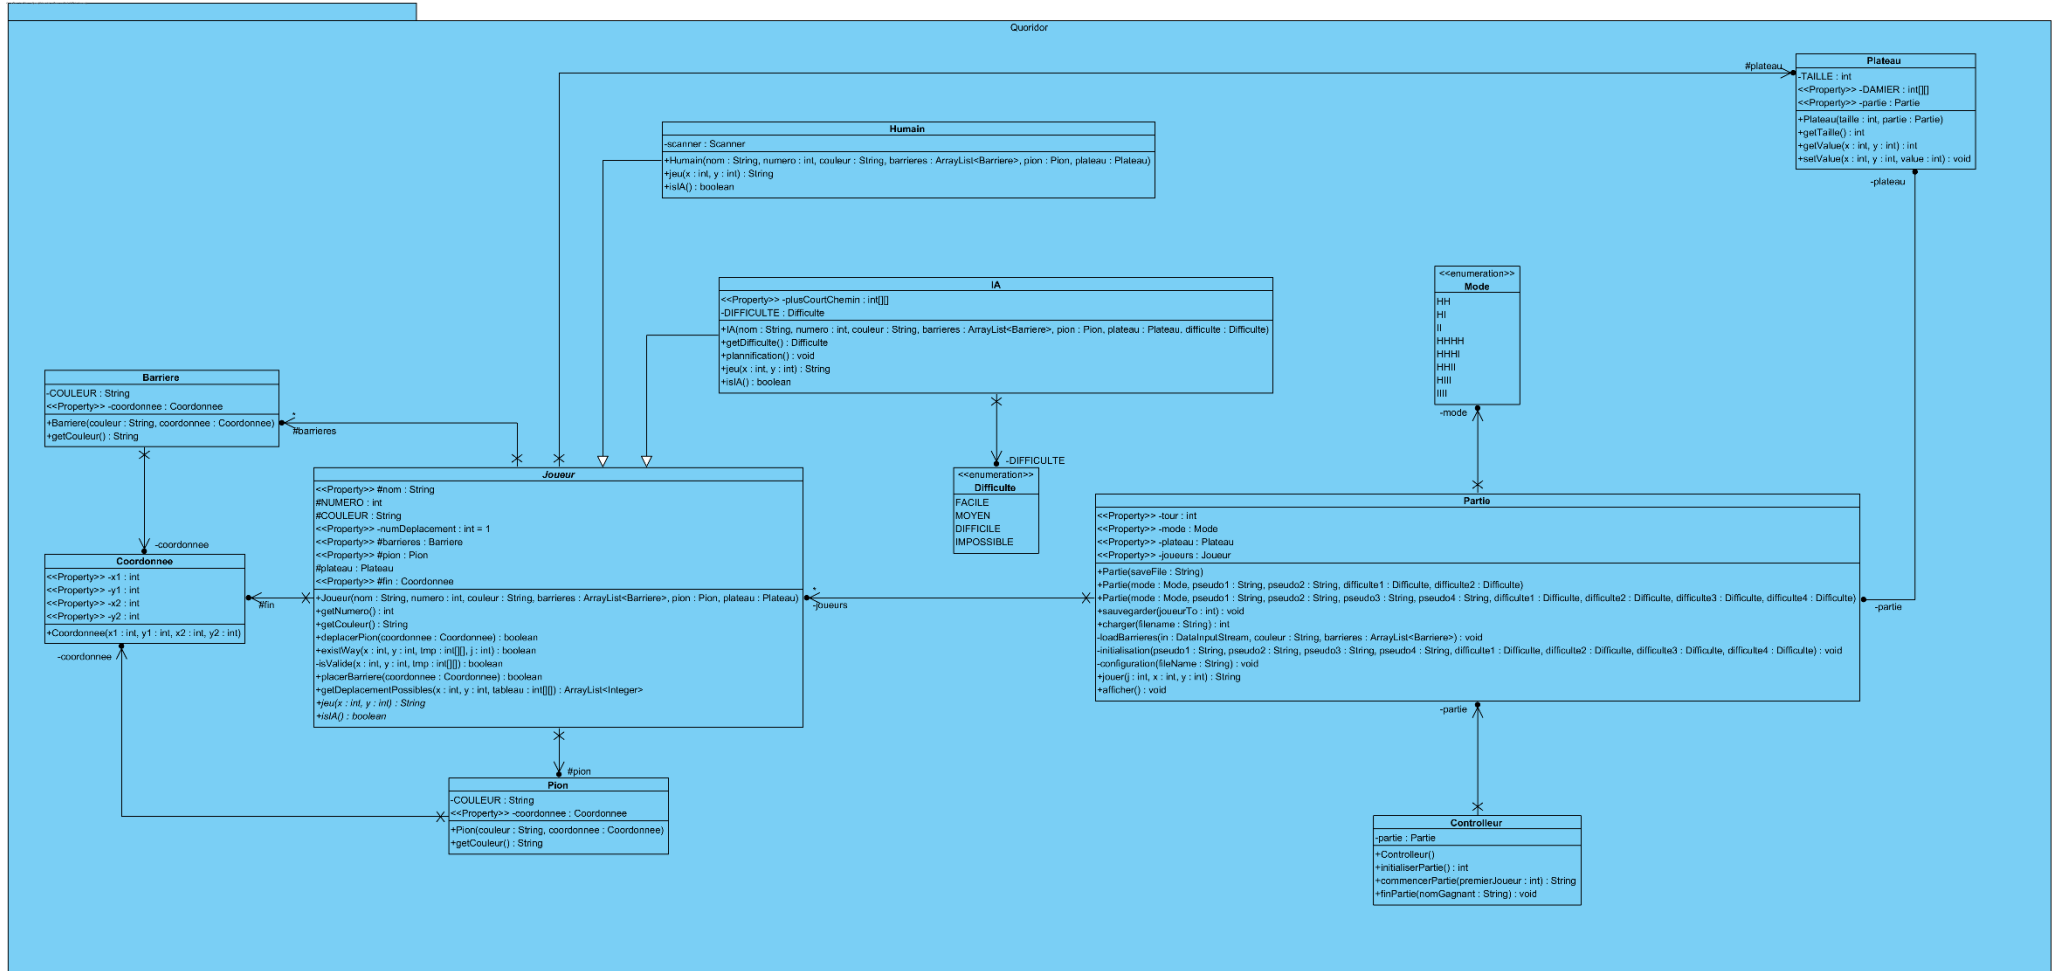 Quoridor
Plateau
-TAILLE : int
<<Property>> -DAMIER : int[][]
<<Property>> -partie : Partie
+Plateau(taille : int, partie : Partie)
+getTaille() : int
+getValue(x : int, y : int) : int
+setValue(x : int, y : int, value : int) : void
#plateau
-plateau
Humain
-scanner : Scanner
+Humain(nom : String, numero : int, couleur : String, barrieres : ArrayList<Barriere>, pion : Pion, plateau : Plateau)
+jeu(x : int, y : int) : String
+isIA() : boolean
IA
<<Property>> -plusCourtChemin : int[][]
-DIFFICULTE : Difficulte
+IA(nom : String, numero : int, couleur : String, barrieres : ArrayList<Barriere>, pion : Pion, plateau : Plateau, difficulte : Difficulte)
+getDifficulte() : Difficulte
+plannification() : void
+jeu(x : int, y : int) : String
+isIA() : boolean
<<enumeration>>
Mode
HH
HI
II
HHHH
HHHI
HHII
HIII
IIII
-mode
Barriere
-COULEUR : String
<<Property>> -coordonnee : Coordonnee
+Barriere(couleur : String, coordonnee : Coordonnee)
+getCouleur() : String
*
#barrieres
-DIFFICULTE
<<enumeration>>
Difficulte
FACILE
MOYEN
DIFFICILE
IMPOSSIBLE
Joueur
<<Property>> #nom : String
#NUMERO : int
#COULEUR : String
<<Property>> -numDeplacement : int = 1
<<Property>> #barrieres : Barriere
<<Property>> #pion : Pion
#plateau : Plateau
<<Property>> #fin : Coordonnee
+Joueur(nom : String, numero : int, couleur : String, barrieres : ArrayList<Barriere>, pion : Pion, plateau : Plateau)
+getNumero() : int
+getCouleur() : String
+deplacerPion(coordonnee : Coordonnee) : boolean
+existWay(x : int, y : int, tmp : int[][], j : int) : boolean
-isValide(x : int, y : int, tmp : int[][]) : boolean
+placerBarriere(coordonnee : Coordonnee) : boolean
+getDeplacementPossibles(x : int, y : int, tableau : int[][]) : ArrayList<Integer>
+jeu(x : int, y : int) : String
+isIA() : boolean
Partie
<<Property>> -tour : int
<<Property>> -mode : Mode
<<Property>> -plateau : Plateau
<<Property>> -joueurs : Joueur
+Partie(saveFile : String)
+Partie(mode : Mode, pseudo1 : String, pseudo2 : String, difficulte1 : Difficulte, difficulte2 : Difficulte)
+Partie(mode : Mode, pseudo1 : String, pseudo2 : String, pseudo3 : String, pseudo4 : String, difficulte1 : Difficulte, difficulte2 : Difficulte, difficulte3 : Difficulte, difficulte4 : Difficulte)
+sauvegarder(joueurTo : int) : void
+charger(filename : String) : int
-loadBarrieres(in : DataInputStream, couleur : String, barrieres : ArrayList<Barriere>) : void
-initialisation(pseudo1 : String, pseudo2 : String, pseudo3 : String, pseudo4 : String, difficulte1 : Difficulte, difficulte2 : Difficulte, difficulte3 : Difficulte, difficulte4 : Difficulte) : void
-configuration(fileName : String) : void
+jouer(j : int, x : int, y : int) : String
+afficher() : void
-coordonnee
Coordonnee
<<Property>> -x1 : int
<<Property>> -y1 : int
<<Property>> -x2 : int
<<Property>> -y2 : int
+Coordonnee(x1 : int, y1 : int, x2 : int, y2 : int)
#fin
*
-joueurs
-partie
-coordonnee
-partie
#pion
Pion
-COULEUR : String
<<Property>> -coordonnee : Coordonnee
+Pion(couleur : String, coordonnee : Coordonnee)
+getCouleur() : String
Controlleur
-partie : Partie
+Controlleur()
+initialiserPartie() : int
+commencerPartie(premierJoueur : int) : String
+finPartie(nomGagnant : String) : void